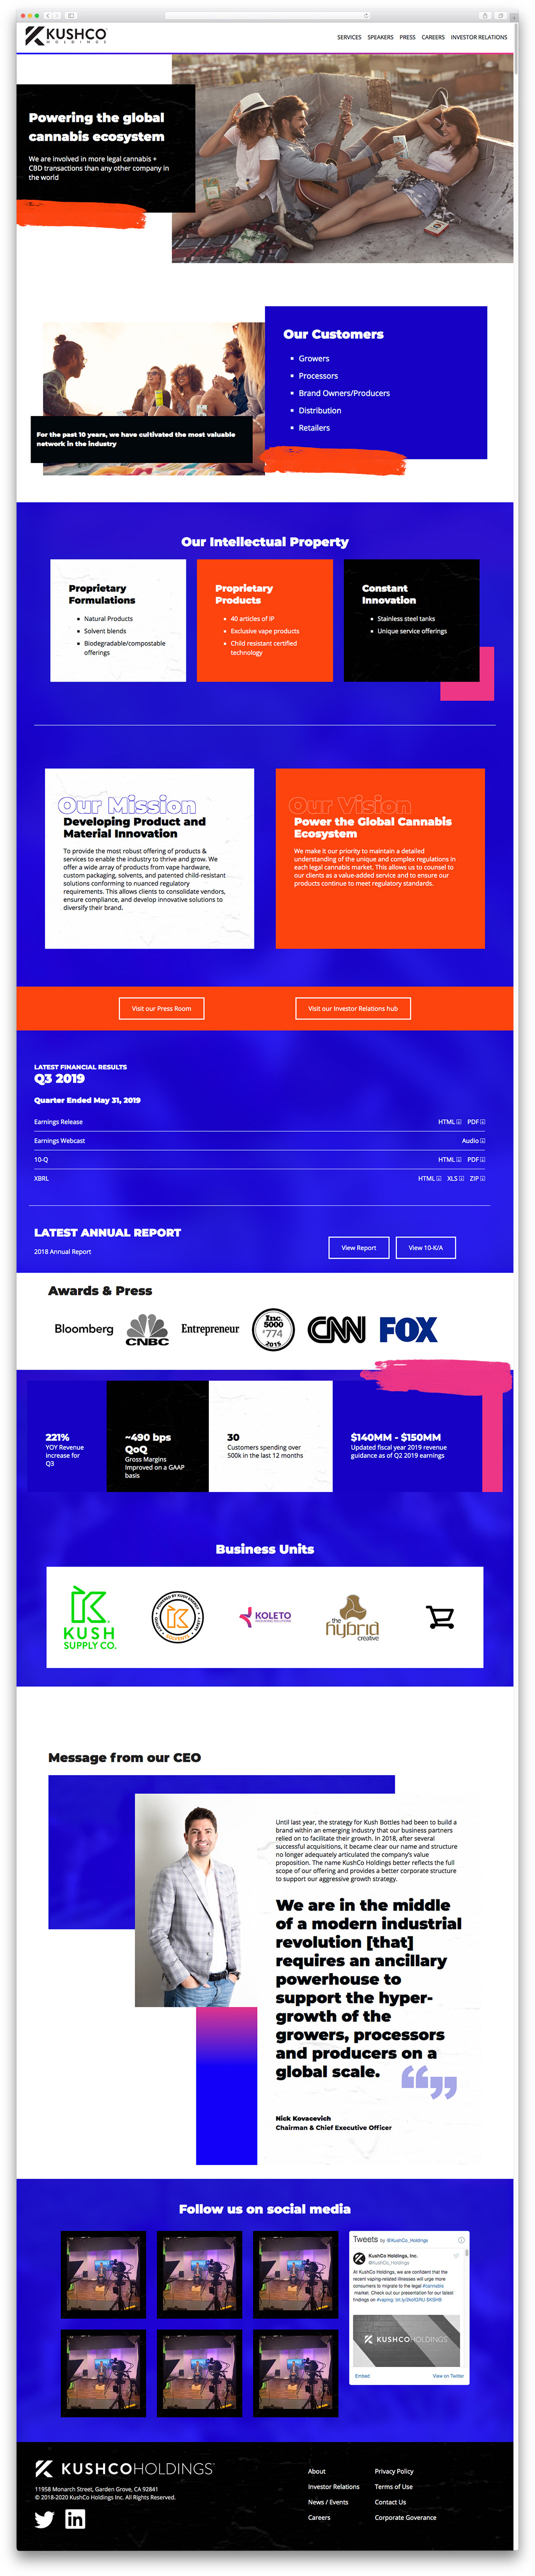 KUSHCO
HOLDINGS
SERVICES SPEAKERS PRESS CAREERS INVESTOR RELATIONS
Powering the global
cannabis ecosystem
We are involved in more legal cannabis +
CBD transactions than any other company in
the world
Our Customers
Growers
Processors
Brand Owners/Producers
Distribution
Retailers
For the past 10 years, we have cultivated the most valuable
network in the industry
Our Intellectual Property
Proprietary
Formulations
Natural Products
Solvent blends
Biodegradable/compostable
offerings
Proprietary
Products
40 articles of IP
Exclusive vape products
Child resistant certified
technology
Constant
Innovation
Stainless steel tanks
Unique service offerings
Our Mission
Developing Product and
Material Innovation
To provide the most robust offering of products &
services to enable the industry to thrive and grow. We
offer a wide array of products from vape hardware,
custom packaging, solvents, and patented child-resistant
solutions conforming to nuanced regulatory
requirements. This allows clients to consolidate vendors,
ensure compliance, and develop innovative solutions to
diversify their brand.
Our Vision
Power the Global Cannabis
Ecosystem
We make it our priority to maintain a detailed
understanding of the unique and complex regulations in
each legal cannabis market. This allows us to counsel to
our clients as a value-added service and to ensure our
products continue to meet regulatory standards.
Visit our Press Room
Visit our Investor Relations hub
LATEST FINANCIAL RESULTS
Q3 2019
Quarter Ended May 31, 2019
Earnings Release HTML PDF
Earnings Webcast Audio
10-Q HTML PDF
XBRL HTML XLS ZIP
LATEST ANNUAL REPORT
2018 Annual Report
View Report
View 10-K/A
Awards & Press
Bloomberg
CNBC
Entrepreneur
Inc.
5000
#774
2015
CNN
FOX
221%
YOY Revenue
increase for
Q3
~490 bps
QoQ
Gross Margins
Improved on a GAAP
basis
30
Customers spending over
500k in the last 12 months
$140MM - $150MM
Updated fiscal year 2019 revenue
guidance as of Q2 2019 earnings
Business Units
KUSH
SUPPLY CO.
KOLETO
the
hybrid
creative
Message from our CEO
Until last year, the strategy for Kush Bottles had been to build a
brand within an emerging industry that our business partners
relied on to facilitate their growth. In 2018, after several
successful acquisitions, it became clear our name and structure
no longer adequately articulated the company's value
proposition. The name KushCo Holdings better reflects the full
scope of our offering and provides a better corporate structure
to support our aggressive growth strategy.
We are in the middle
of a modern industrial
revolution [that]
requires an ancillary
powerhouse to
support the hyper-
growth of the
growers, processors
and producers on a
global scale.
Nick Kovacevich
Chairman & Chief Executive Officer
Follow us on social media
Tweets by @KushCo_Holdings
KushCo Holdings, Inc.
@KushCo_Holdings
At KushCo Holdings, we are confident that the
recent vaping-related illnesses will urge more
consumers to migrate to the legal #cannabis
market. Check out our presentation for our latest
findings on #vaping:
KUSHCOHOLDINGS
Embed
View on Twitter
KUSHCOHOLDINGS
11958 Monarch Street, Garden Grove, CA 92841
© 2018-2020 KushCo Holdings Inc. All Rights Reserved.
About
Investor Relations
News / Events
Careers
Privacy Policy
Terms of Use
Contact Us
Corporate Goverance